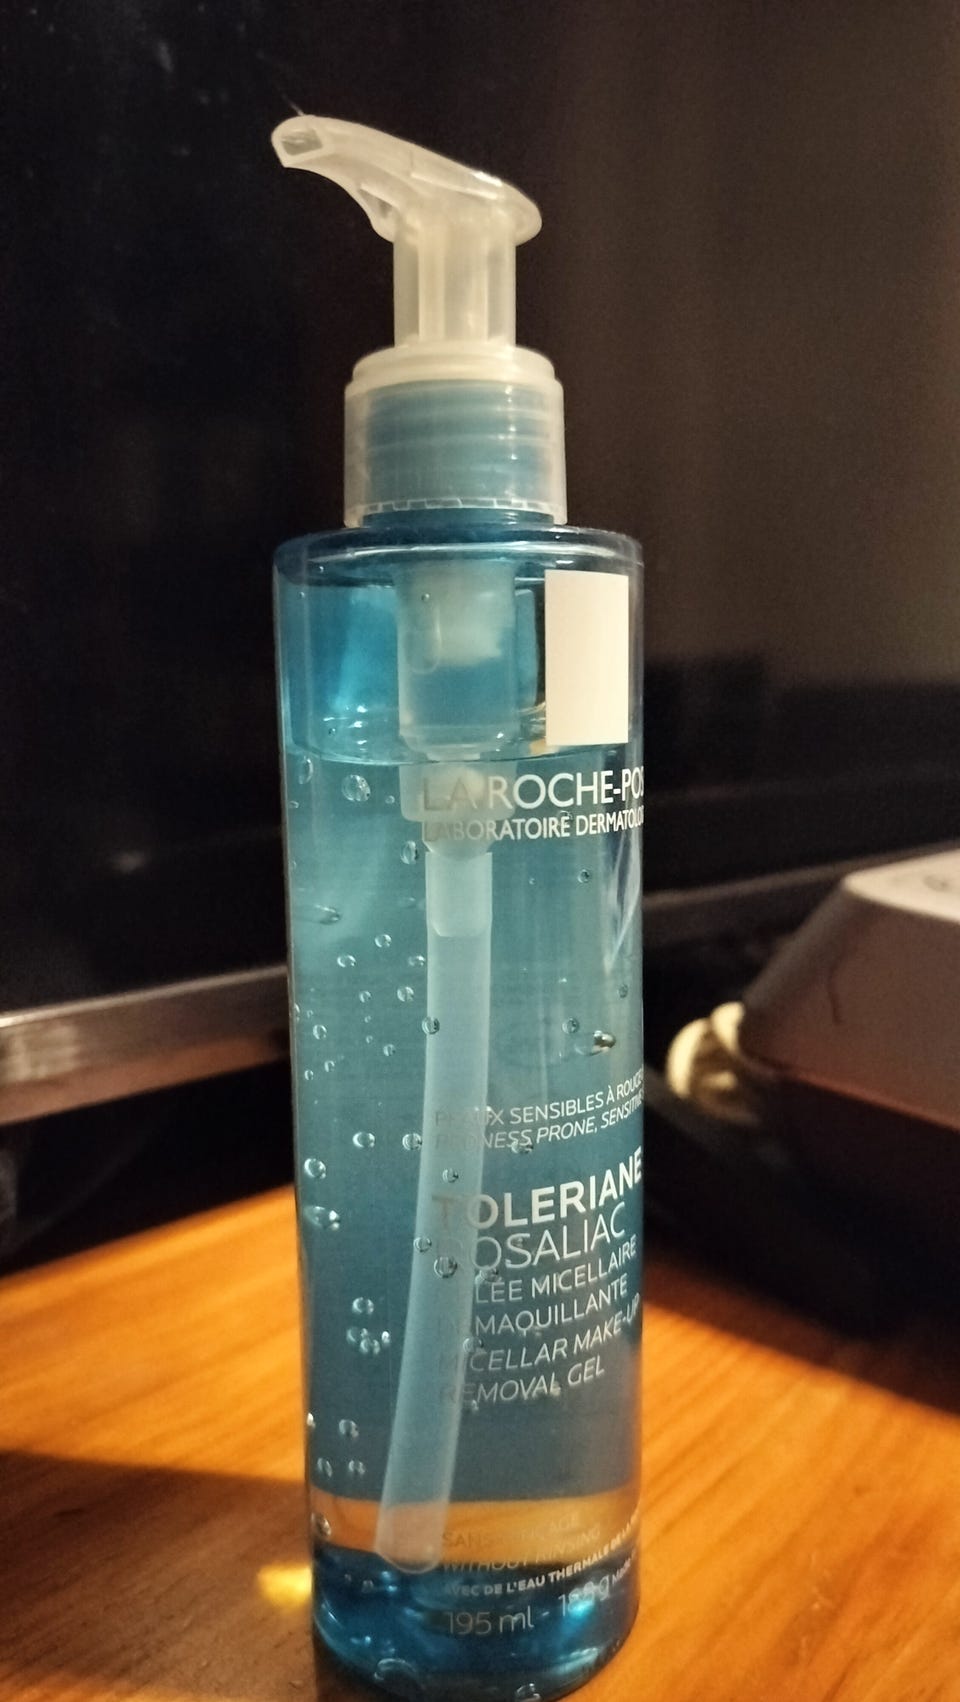 LA ROCHE-POS
LABORATOIRE DERMATOLO
PEAUX SENSIBLES À ROUGE
REDNESS PRONE, SENSITIVE
TOLERIANE
ROSALIAC
GELÉE MICELLAIRE
DÉMAQUILLANTE
MICELLAR MAKE-UP
REMOVAL GEL
SANS RINÇAGE
WITHOUT RINSING
AVEC DE L'EAU THERMALE DE LA
195 ml -